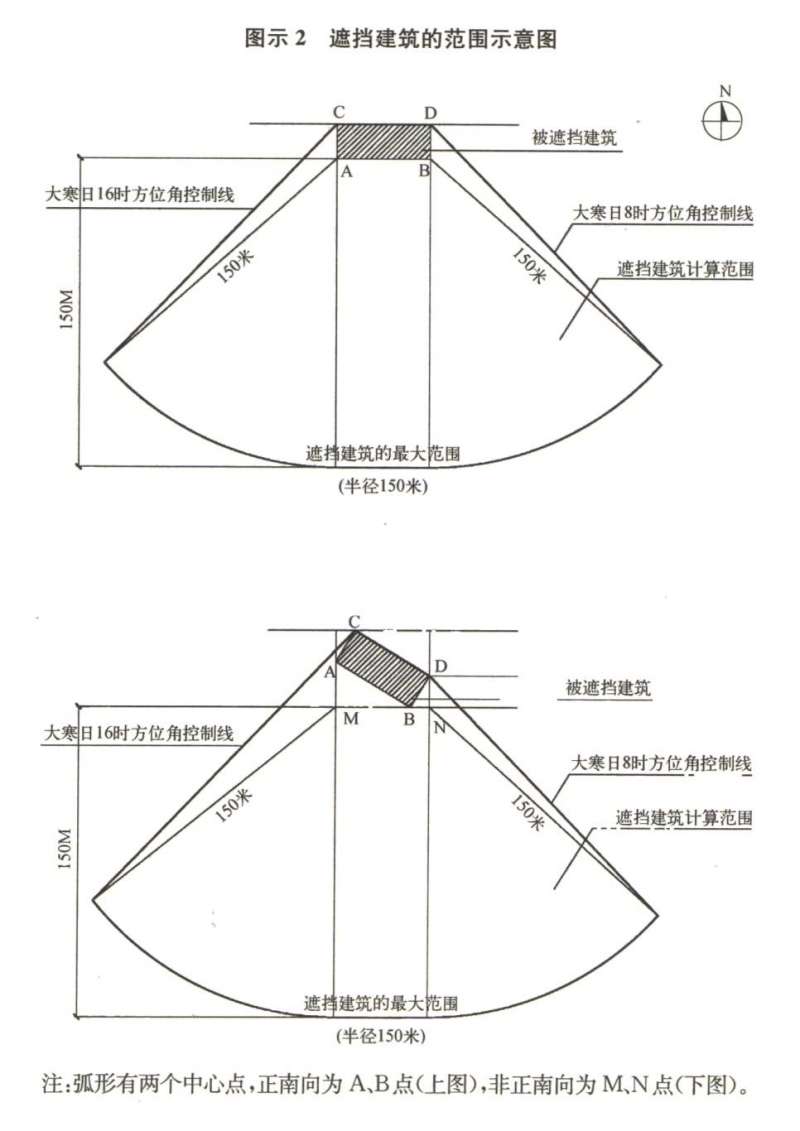 图示 2 遮挡建筑的范围示意图
N
C D
被遮挡建筑
A B
大寒日16时方位角控制线
大寒日8时方位角控制线
150米 150米
遮挡建筑计算范围
150M
遮挡建筑的最大范围
(半径150米)
C
A D
被遮挡建筑
M B N
大寒日16时方位角控制线
大寒日8时方位角控制线
150米 150米
遮挡建筑计算范围
150M
遮挡建筑的最大范围
(半径150米)
注:弧形有两个中心点,正南向为 A、B点(上图),非正南向为 M、N点(下图)。